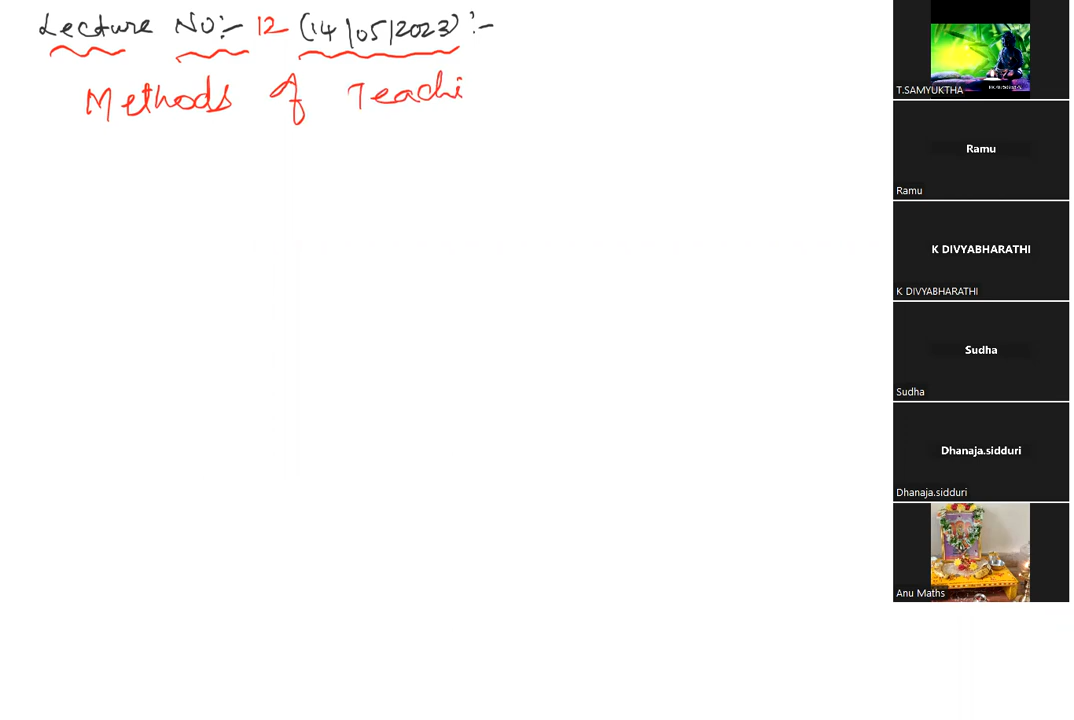 Lecture No:- 12 (14/05/2023):-
Methods of Teachi
T.SAMYUKTHA
Ramu
Ramu
K DIVYABHARATHI
K DIVYABHARATHI
Sudha
Sudha
Dhanaja.sidduri
Dhanaja.sidduri
Anu Maths